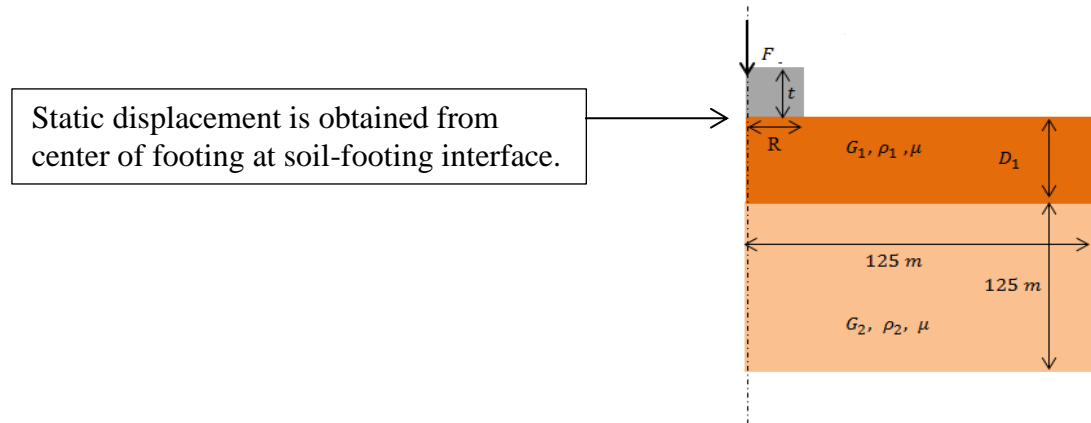 Static displacement is obtained from
center of footing at soil-footing interface.
F
t
R
G₁, ρ₁ , μ
D₁
125 m
125 m
G₂, ρ₂, μ